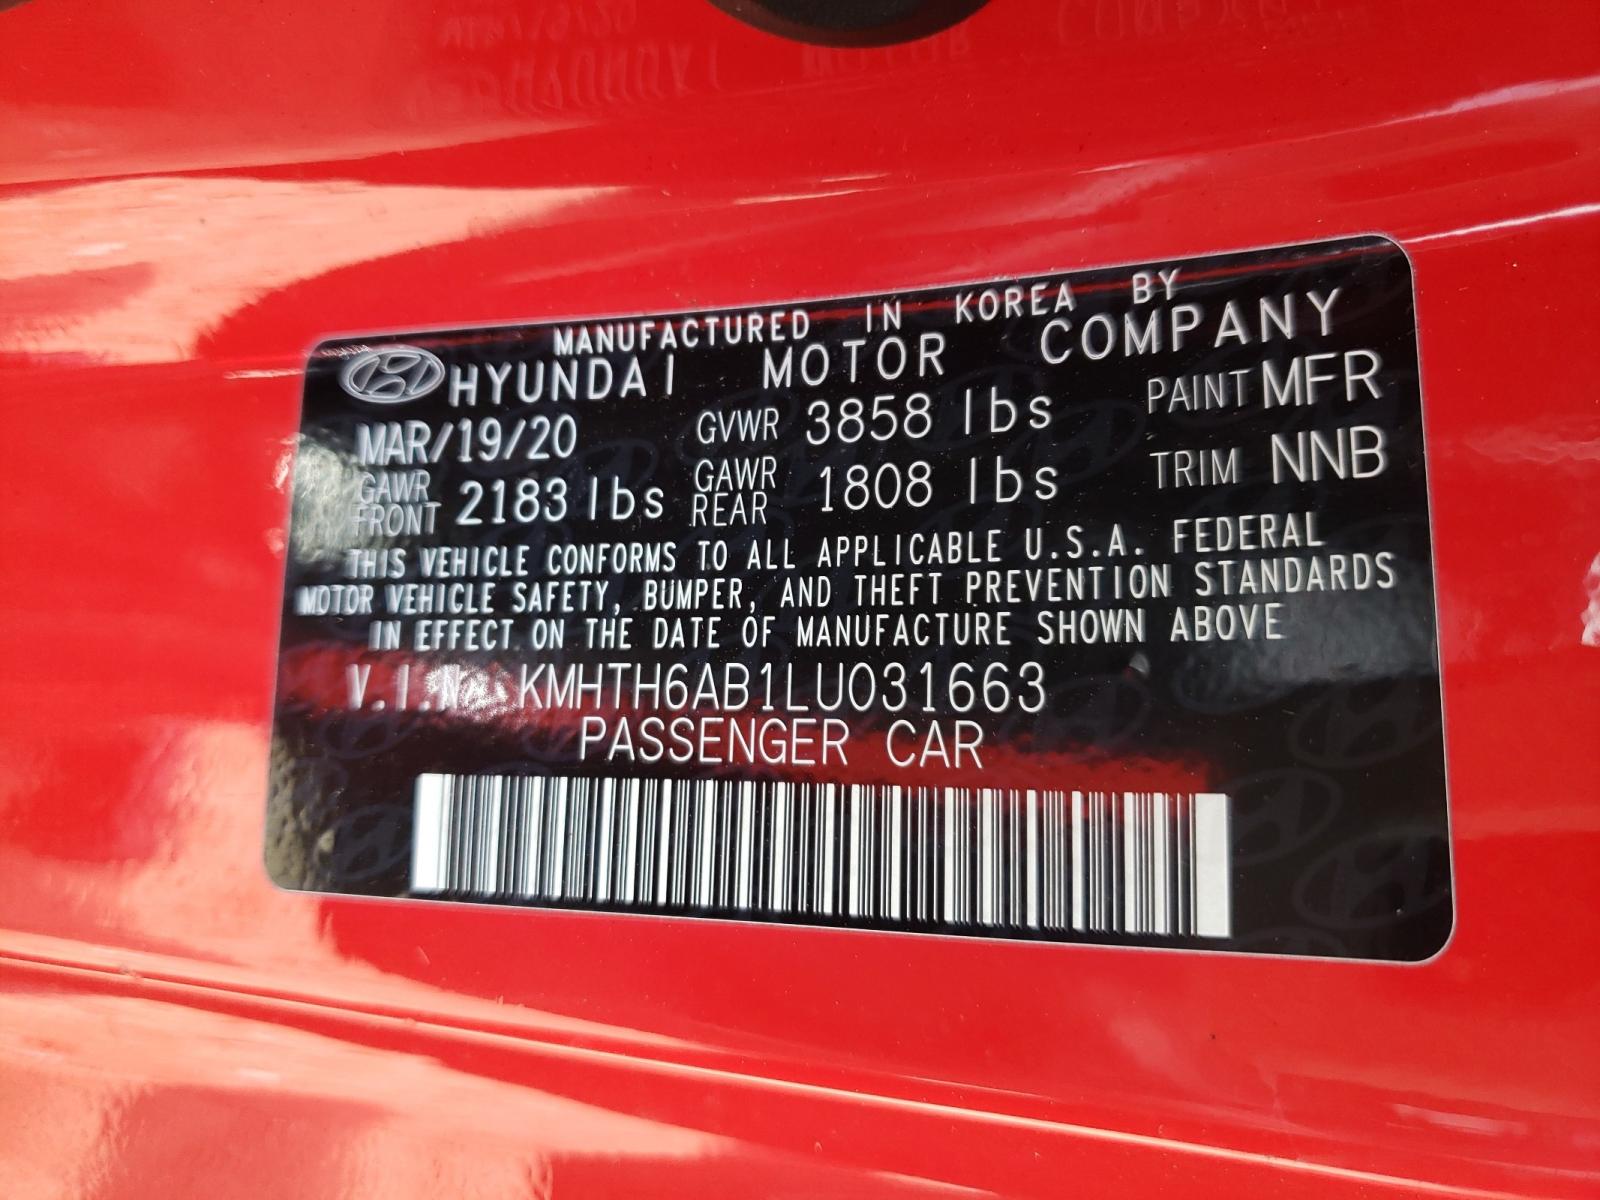 MANUFACTURED IN KOREA BY
HYUNDAI MOTOR COMPANY
MAR/19/20 GVWR 3858 lbs PAINT MFR
GAWR FRONT 2183 lbs GAWR REAR 1808 lbs TRIM NNB
THIS VEHICLE CONFORMS TO ALL APPLICABLE U.S.A. FEDERAL
MOTOR VEHICLE SAFETY, BUMPER, AND THEFT PREVENTION STANDARDS
IN EFFECT ON THE DATE OF MANUFACTURE SHOWN ABOVE
V.I.N. KMHTH6AB1LU031663
PASSENGER CAR